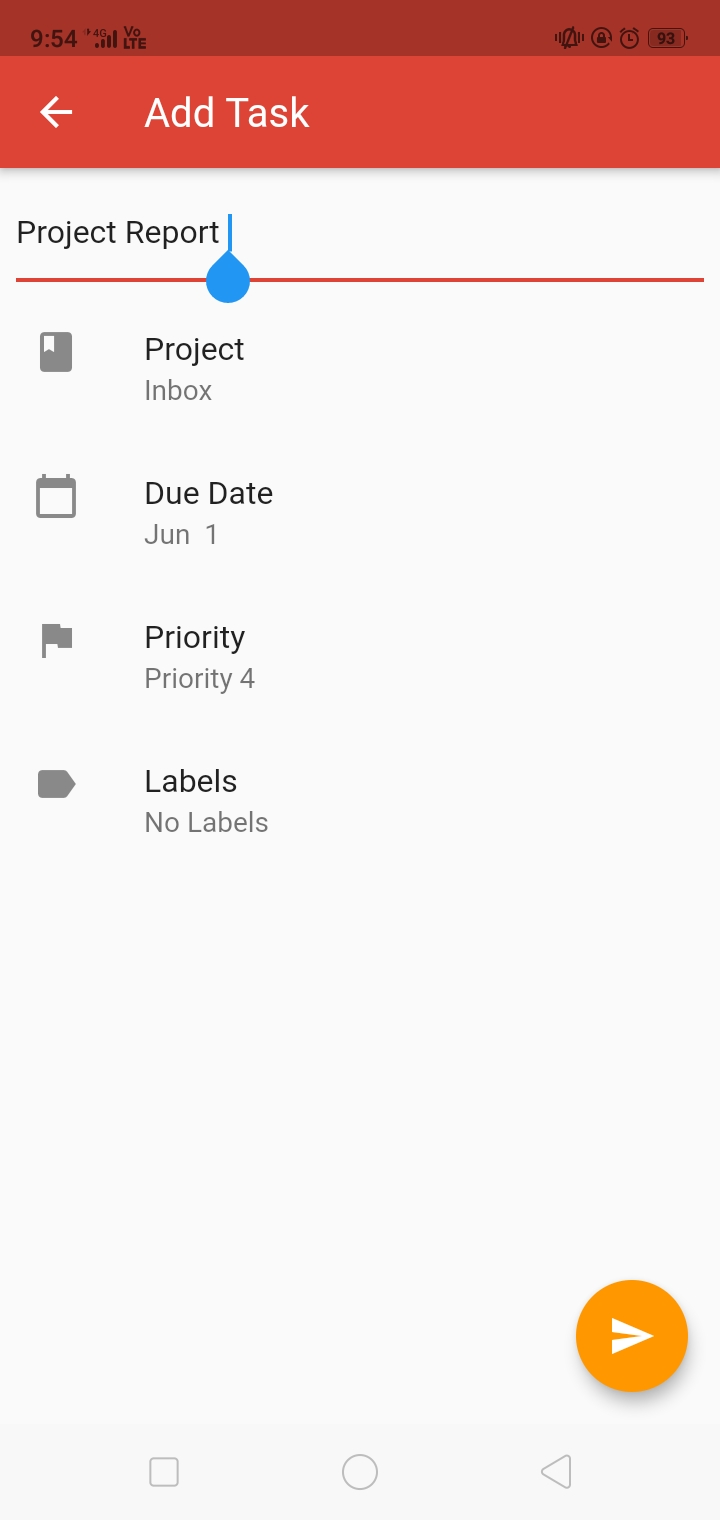 9:54 4G Vo LTE 93
Add Task
Project Report
Project
Inbox
Due Date
Jun 1
Priority
Priority 4
Labels
No Labels